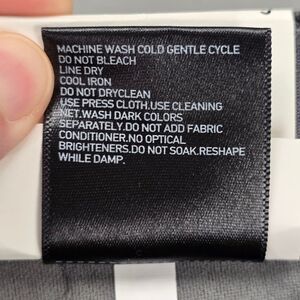 MACHINE WASH COLD GENTLE CYCLE
DO NOT BLEACH
LINE DRY
COOL IRON
DO NOT DRYCLEAN
USE PRESS CLOTH.USE CLEANING
NET.WASH DARK COLORS
SEPARATELY.DO NOT ADD FABRIC
CONDITIONER.NO OPTICAL
BRIGHTENERS.DO NOT SOAK.RESHAPE
WHILE DAMP.